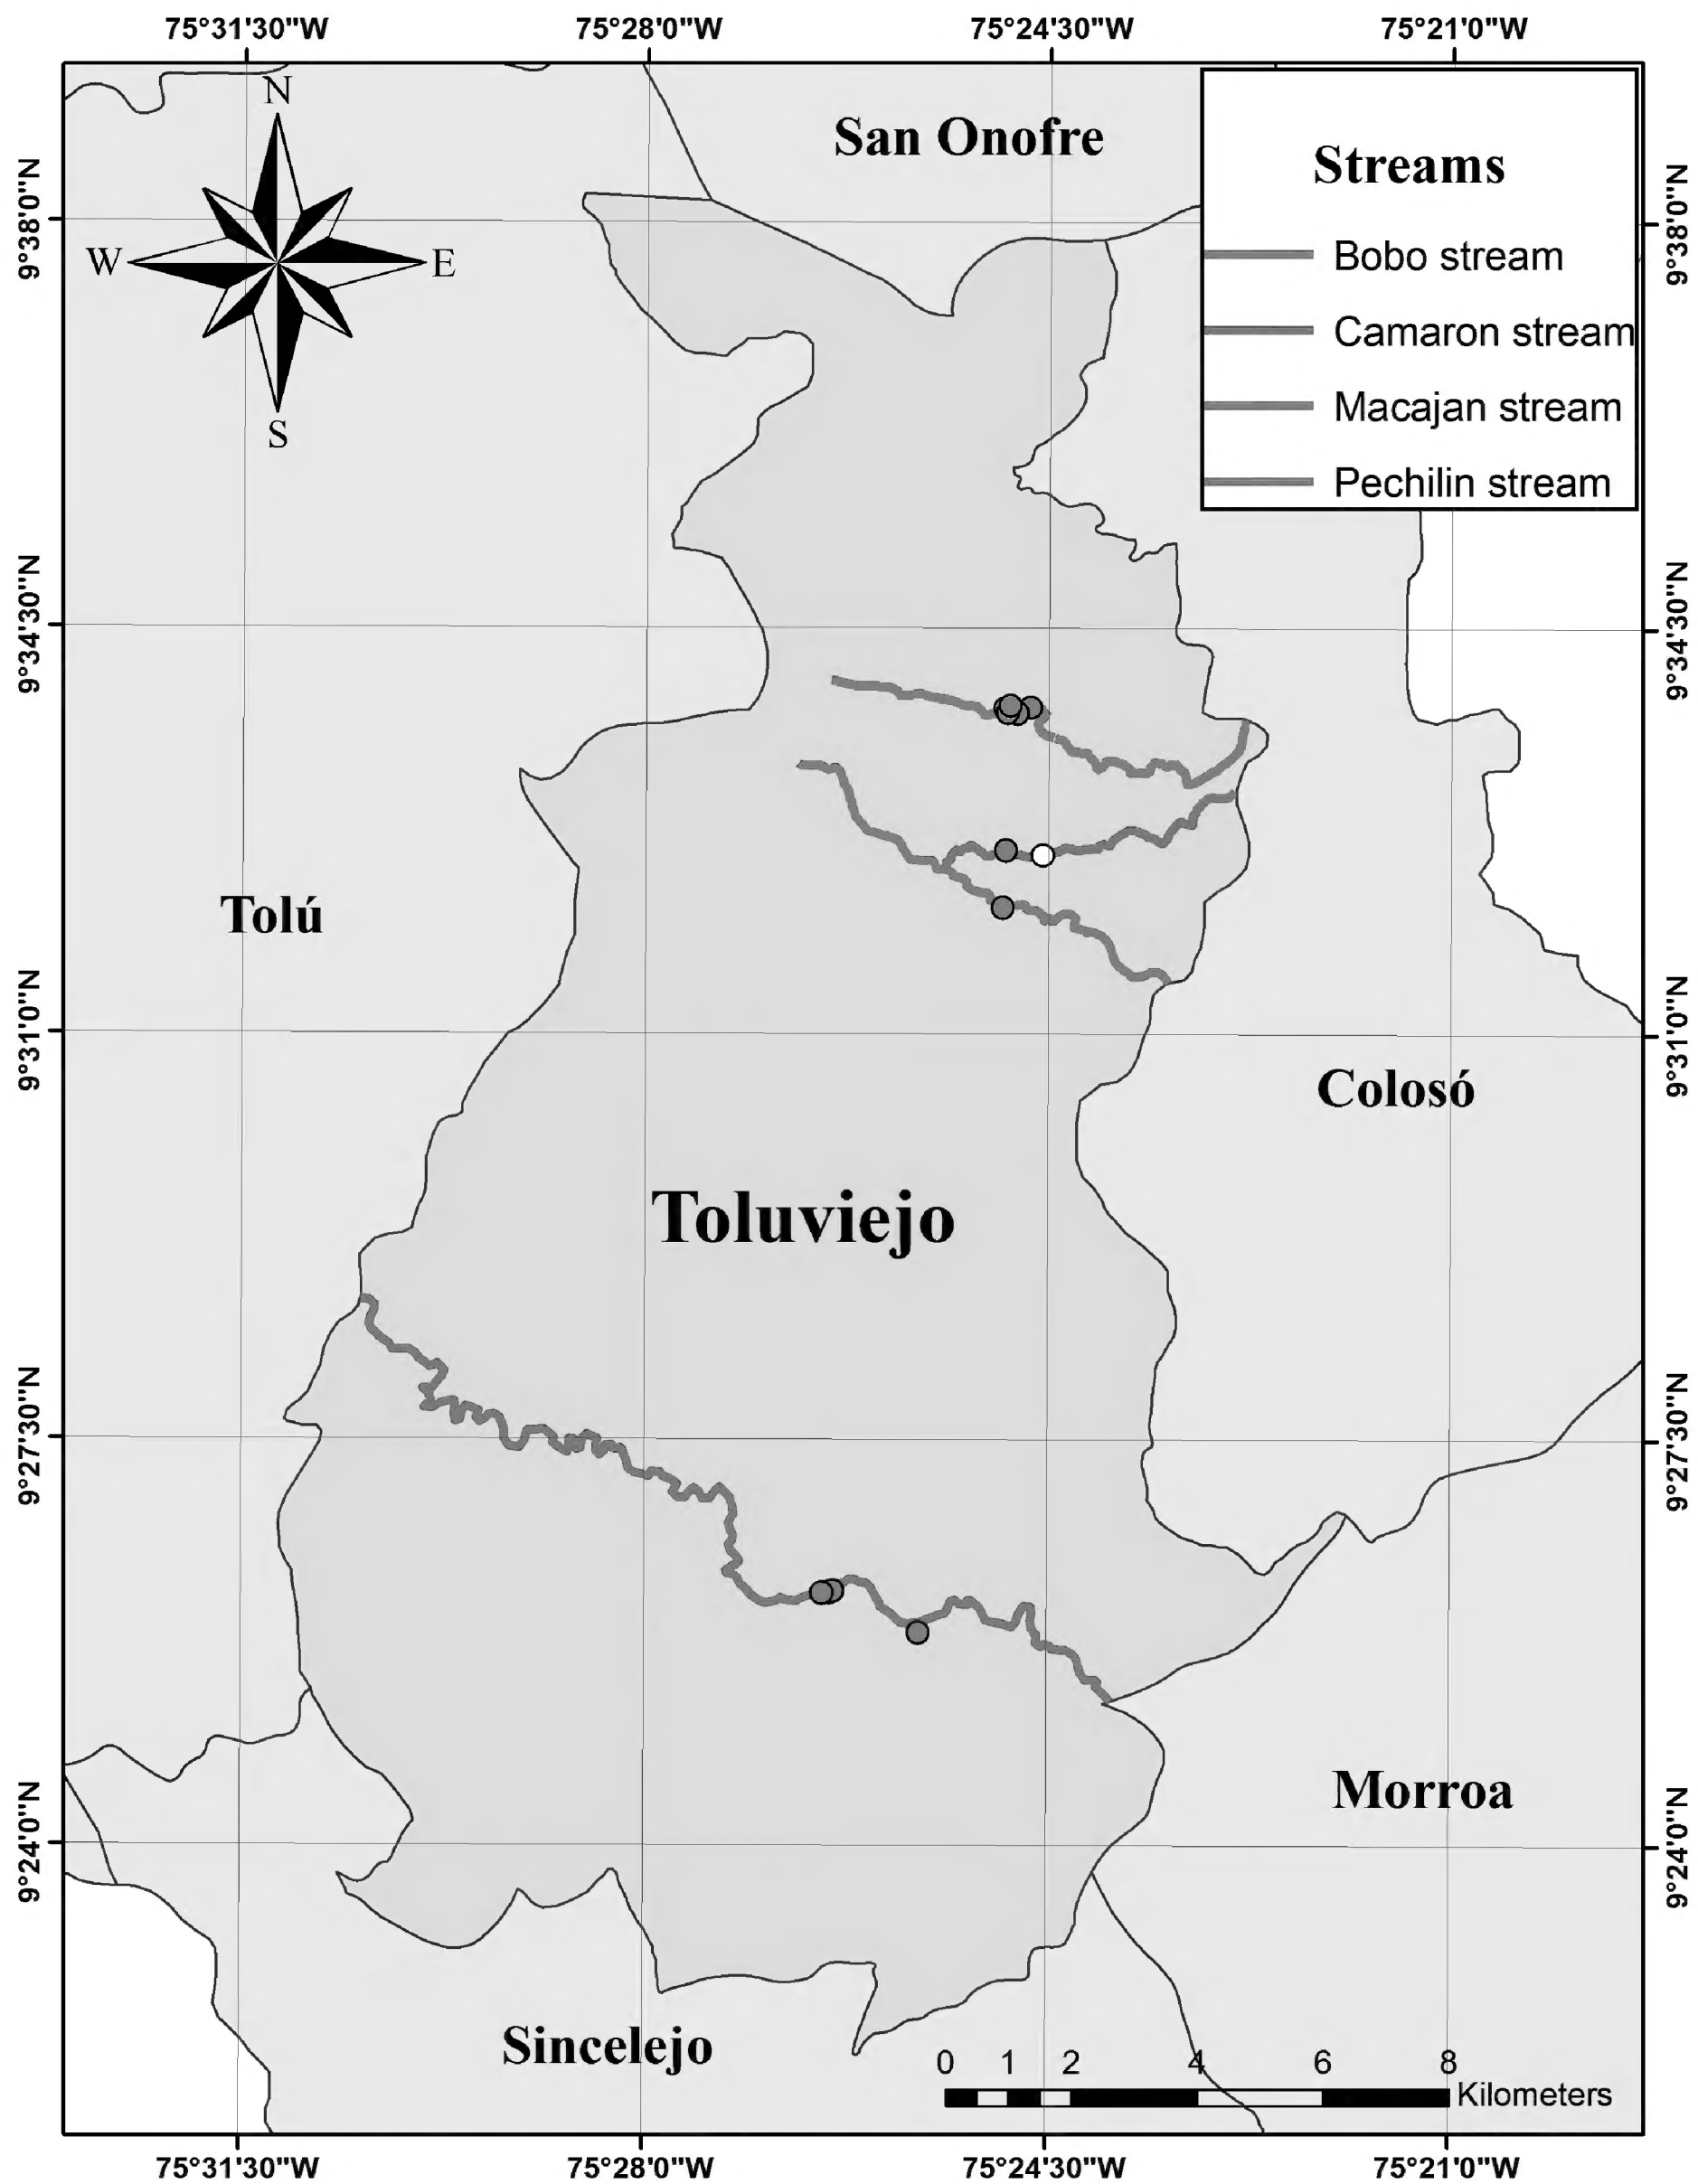 75°31'30"W 75°28'0"W 75°24'30"W 75°21'0"W
N
W E
S
San Onofre
Streams
Bobo stream
Camaron stream
Macajan stream
Pechilin stream
9°38'0"N 9°38'0"N
9°34'30"N 9°34'30"N
Tolú
9°31'0"N 9°31'0"N
Colosó
Toluviejo
9°27'30"N 9°27'30"N
Morroa
9°24'0"N 9°24'0"N
Sincelejo
0 1 2 4 6 8
Kilometers
75°31'30"W 75°28'0"W 75°24'30"W 75°21'0"W